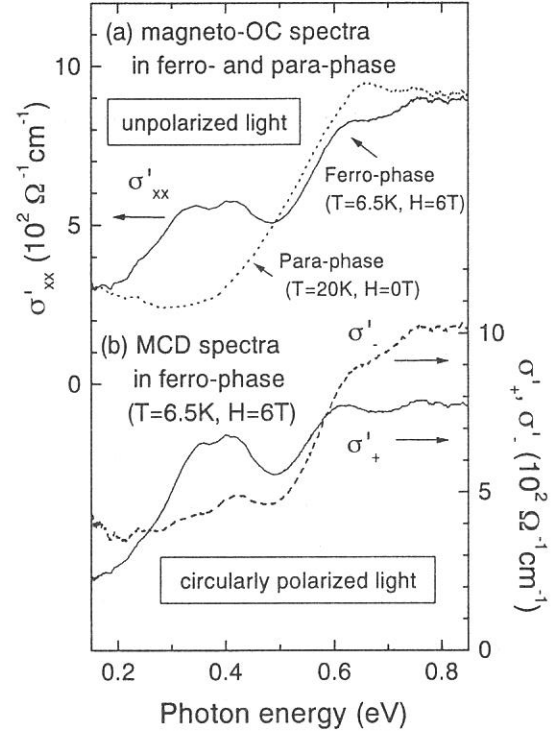 (a) magneto-OC spectra
in ferro- and para-phase
unpolarized light
σ'xx
Ferro-phase
(T=6.5K, H=6T)
Para-phase
(T=20K, H=0T)
10
5
0
σ'xx (10² Ω⁻¹cm⁻¹)
(b) MCD spectra
in ferro-phase
(T=6.5K, H=6T)
σ'-
σ'+
circularly polarized light
10
5
0
σ'+, σ'- (10² Ω⁻¹cm⁻¹)
0.2 0.4 0.6 0.8
Photon energy (eV)